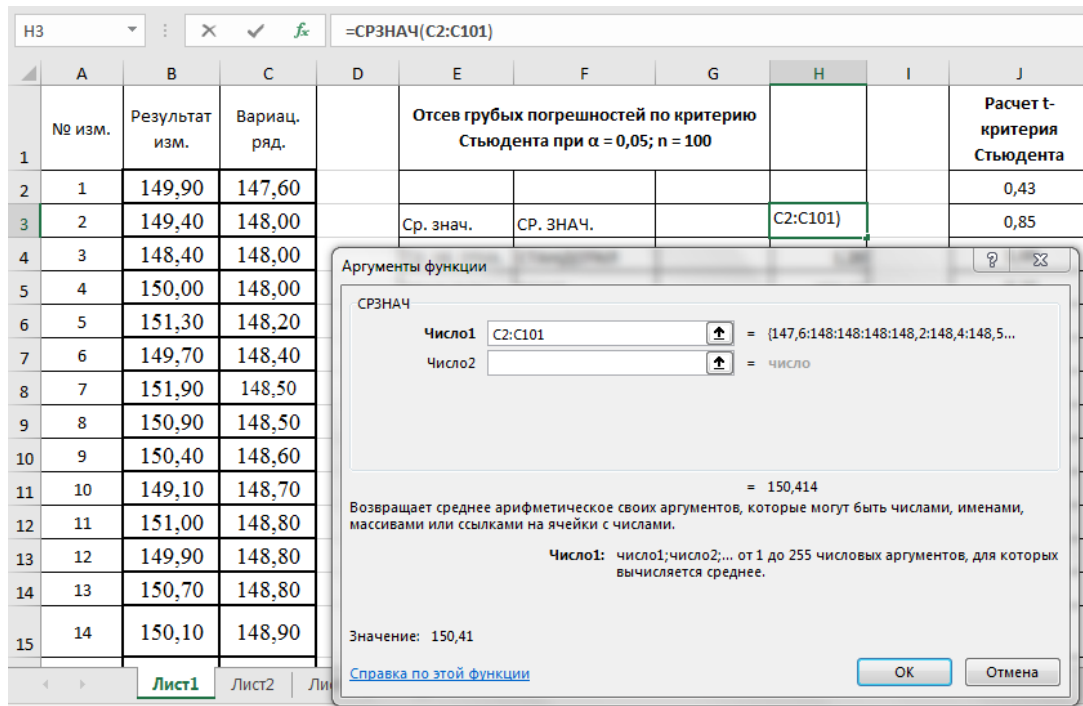 H3 fx =СРЗНАЧ(C2:C101)
A B C D E F G H I J
1 № изм. Результат изм. Вариац. ряд. Отсев грубых погрешностей по критерию Стьюдента при α = 0,05; n = 100 Расчет t-критерия Стьюдента
2 1 149,90 147,60 0,43
3 2 149,40 148,00 Ср. знач. СР. ЗНАЧ. C2:C101) 0,85
4 3 148,40 148,00
5 4 150,00 148,00
6 5 151,30 148,20
7 6 149,70 148,40
8 7 151,90 148,50
9 8 150,90 148,50
10 9 150,40 148,60
11 10 149,10 148,70
12 11 151,00 148,80
13 12 149,90 148,80
14 13 150,70 148,80
15 14 150,10 148,90
Лист1 Лист2 Ли
Аргументы функции ?
СРЗНАЧ
Число1 C2:C101 = {147,6:148:148:148:148,2:148,4:148,5...
Число2 = число
= 150,414
Возвращает среднее арифметическое своих аргументов, которые могут быть числами, именами,
массивами или ссылками на ячейки с числами.
Число1: число1;число2;... от 1 до 255 числовых аргументов, для которых
вычисляется среднее.
Значение: 150,41
Справка по этой функции ОК Отмена